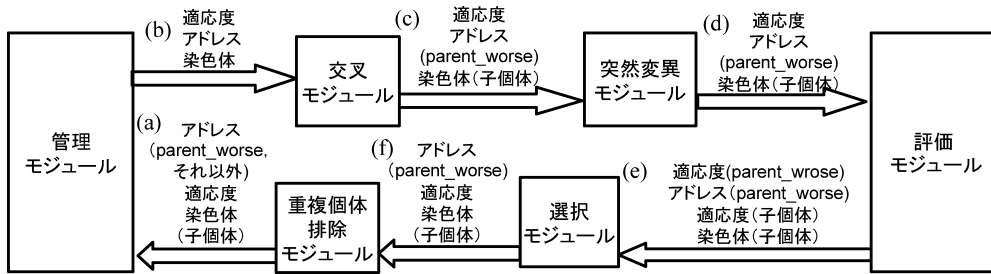 (b)
適応度
アドレス
染色体
(c)
適応度
アドレス
(parent_worse)
染色体(子個体)
(d)
適応度
アドレス
(parent_worse)
染色体(子個体)
管理
モジュール
交叉
モジュール
突然変異
モジュール
評価
モジュール
(a)
アドレス
(parent_worse,
それ以外)
適応度
染色体
(子個体)
重複個体
排除
モジュール
(f)
アドレス
(parent_worse)
適応度
染色体
(子個体)
選択
モジュール
(e)
適応度(parent_wrose)
アドレス(parent_worse)
適応度(子個体)
染色体(子個体)